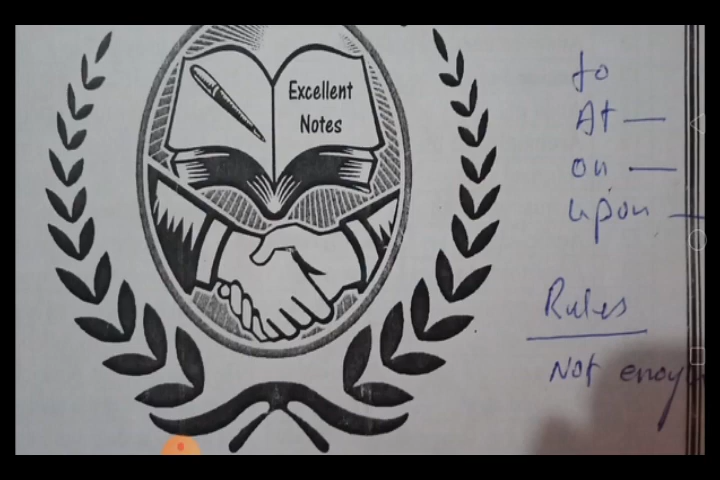 Excellent
Notes
to
At —
on —
upon —
Rules
Not